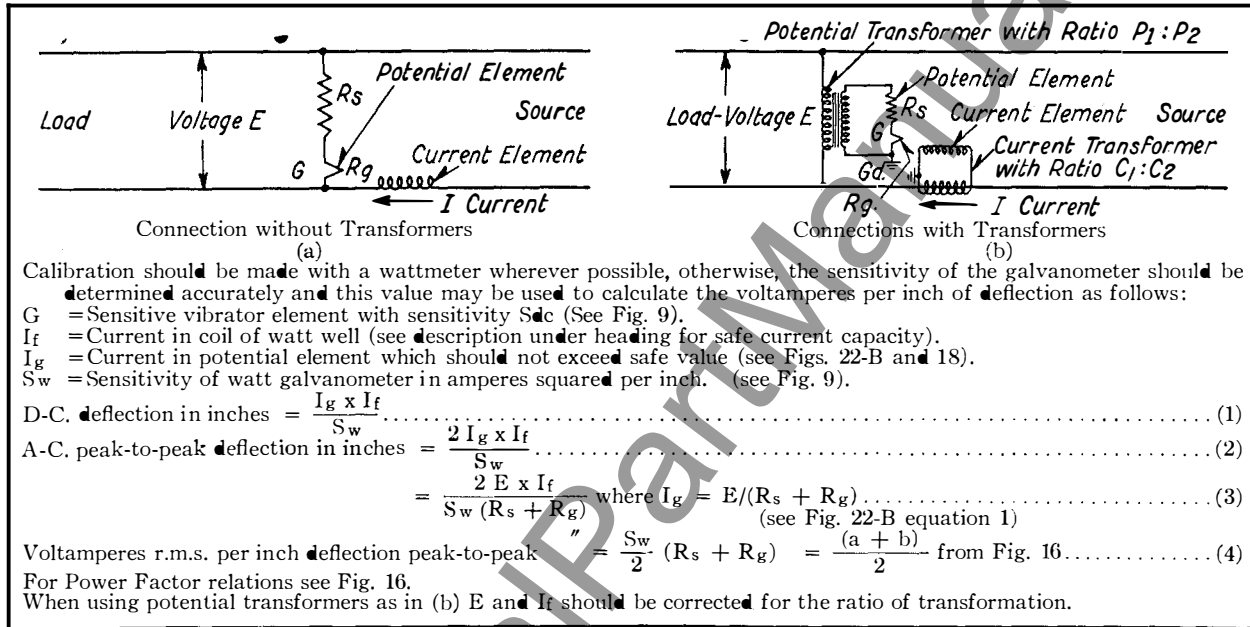 Potential Transformer with Ratio P1:P2
Potential Element
Rs
Load
Voltage E
Source
G
Rg
Current Element
I Current
Connection without Transformers
(a)
Potential Element
Rs
Load-Voltage E
Current Element
Source
G
Current Transformer
with Ratio C1:C2
Gd.
Rg.
I Current
Connections with Transformers
(b)
Calibration should be made with a wattmeter wherever possible, otherwise, the sensitivity of the galvanometer should be
determined accurately and this value may be used to calculate the voltamperes per inch of deflection as follows:
G =Sensitive vibrator element with sensitivity Sdc (See Fig. 9).
If =Current in coil of watt well (see description under heading for safe current capacity).
Ig =Current in potential element which should not exceed safe value (see Figs. 22-B and 18).
Sw =Sensitivity of watt galvanometer in amperes squared per inch. (see Fig. 9).
D-C. deflection in inches = Ig x If / Sw (1)
A-C. peak-to-peak deflection in inches = 2 Ig x If / Sw (2)
= 2 E x If / Sw (Rs + Rg) where Ig = E/(Rs + Rg) (3)
(see Fig. 22-B equation 1)
Voltamperes r.m.s. per inch deflection peak-to-peak " = Sw/2 (Rs + Rg) = (a + b)/2 from Fig. 16 (4)
For Power Factor relations see Fig. 16.
When using potential transformers as in (b) E and If should be corrected for the ratio of transformation.